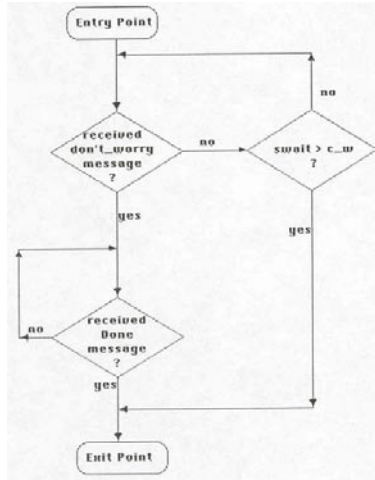 Entry Point
no
received
don't_worry
message
?
no
swait > c_w
?
yes
yes
received
Done
message
?
no
yes
Exit Point